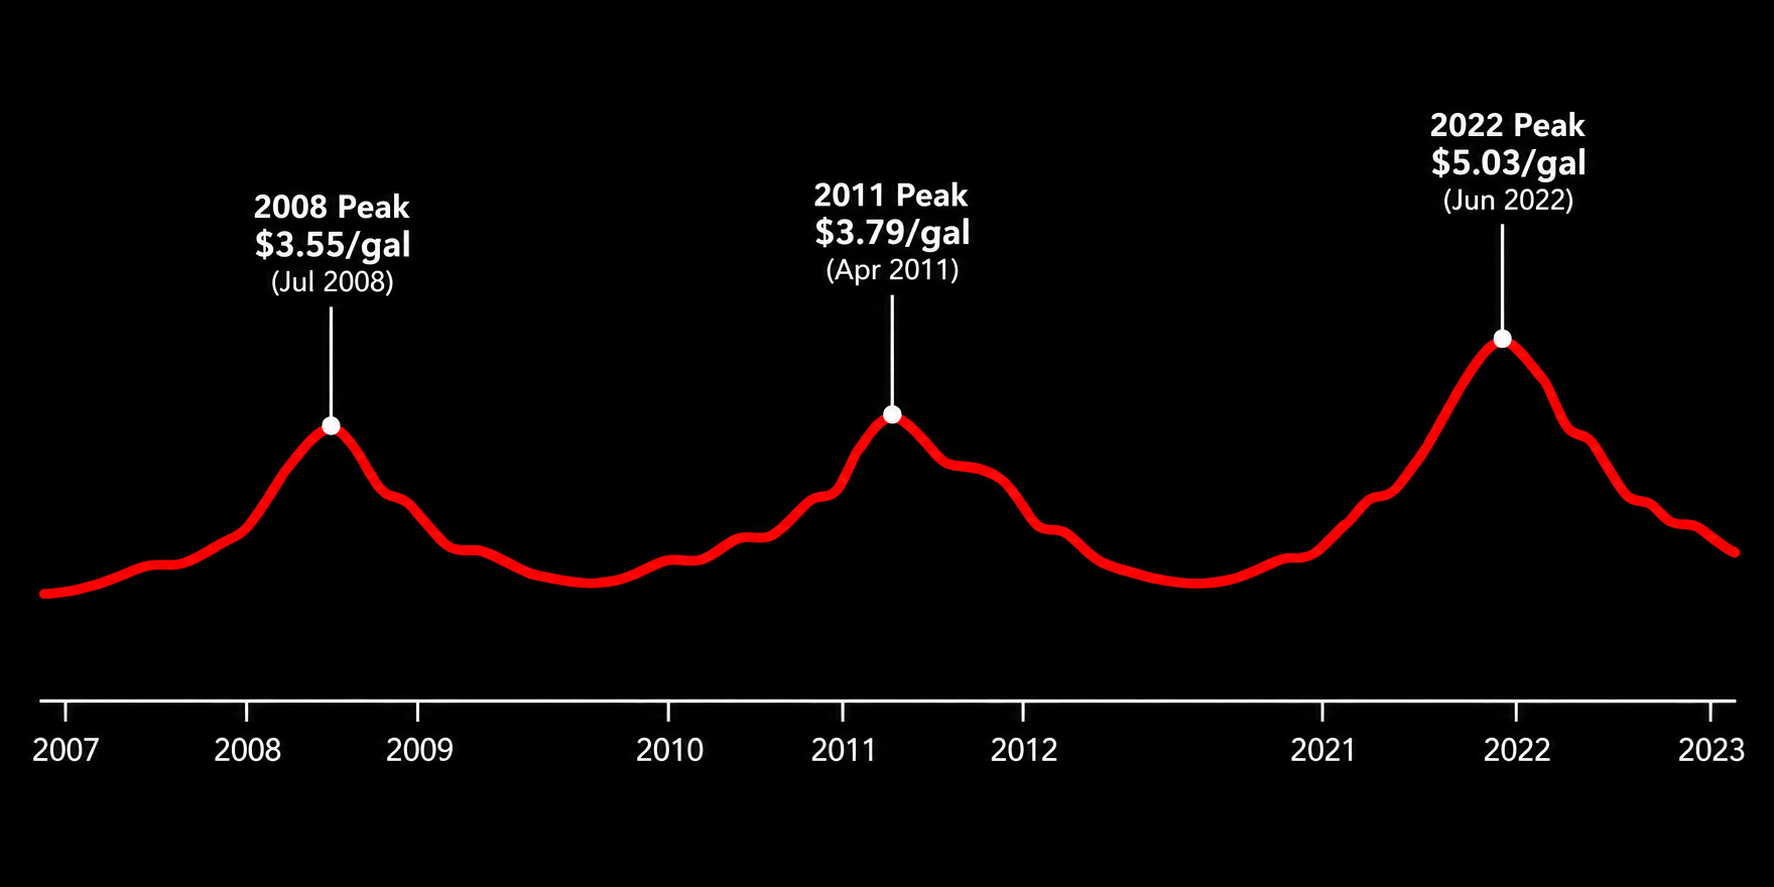 2008 Peak
$3.55/gal
(Jul 2008)
2011 Peak
$3.79/gal
(Apr 2011)
2022 Peak
$5.03/gal
(Jun 2022)
2007
2008
2009
2010
2011
2012
2021
2022
2023